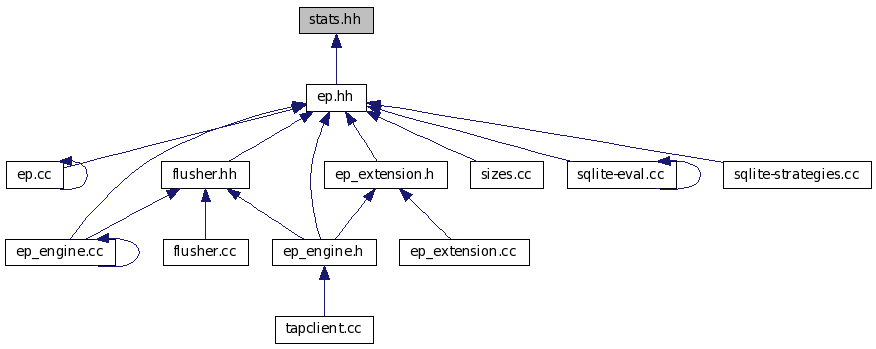 stats.hh
ep.hh
ep.cc
flusher.hh
ep_extension.h
sizes.cc
sqlite-eval.cc
sqlite-strategies.cc
ep_engine.cc
flusher.cc
ep_engine.h
ep_extension.cc
tapclient.cc